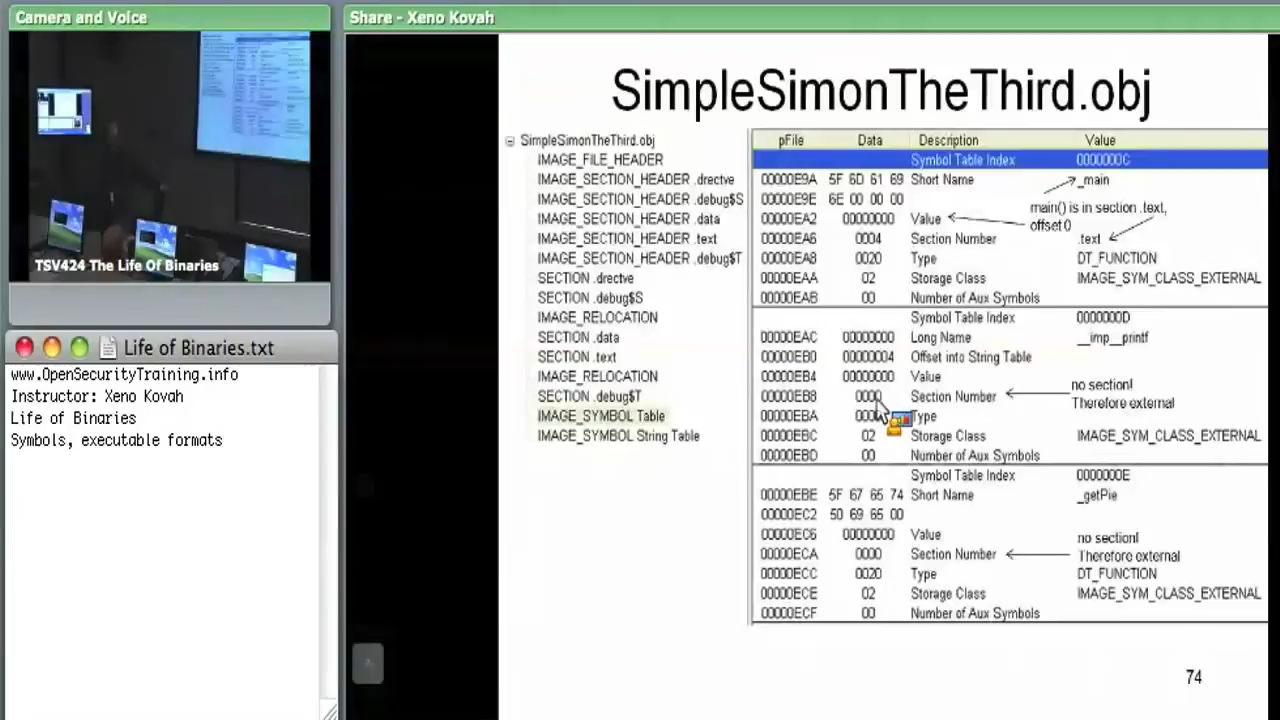 Camera and Voice
TSV424 The Life Of Binaries
Life of Binaries.txt
www.OpenSecurityTraining.info
Instructor: Xeno Kovah
Life of Binaries
Symbols, executable formats
Share - Xeno Kovah
SimpleSimonTheThird.obj
SimpleSimonTheThird.obj
IMAGE_FILE_HEADER
IMAGE_SECTION_HEADER .drectve
IMAGE_SECTION_HEADER .debug$S
IMAGE_SECTION_HEADER .data
IMAGE_SECTION_HEADER .text
IMAGE_SECTION_HEADER .debug$T
SECTION .drectve
SECTION .debug$S
IMAGE_RELOCATION
SECTION .data
SECTION .text
IMAGE_RELOCATION
SECTION .debug$T
IMAGE_SYMBOL Table
IMAGE_SYMBOL String Table
pFile Data Description Value
Symbol Table Index 0000000C
00000E9A 5F 6D 61 69 Short Name _main
00000E9E 6E 00 00 00
main() is in section .text,
offset 0
00000EA2 00000000 Value
00000EA6 0004 Section Number .text
00000EA8 0020 Type DT_FUNCTION
00000EAA 02 Storage Class IMAGE_SYM_CLASS_EXTERNAL
00000EAB 00 Number of Aux Symbols
Symbol Table Index 0000000D
00000EAC 00000000 Long Name __imp__printf
00000EB0 00000004 Offset into String Table
00000EB4 00000000 Value
00000EB8 0000 Section Number
no section!
Therefore external
00000EBA Type
00000EBC 02 Storage Class IMAGE_SYM_CLASS_EXTERNAL
00000EBD 00 Number of Aux Symbols
Symbol Table Index 0000000E
00000EBE 5F 67 65 74 Short Name _getPie
00000EC2 50 69 65 00
00000EC6 00000000 Value
00000ECA 0000 Section Number
no section!
Therefore external
00000ECC 0020 Type DT_FUNCTION
00000ECE 02 Storage Class IMAGE_SYM_CLASS_EXTERNAL
00000ECF 00 Number of Aux Symbols
74